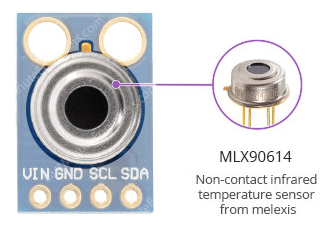 VIN GND SCL SDA
MLX90614
Non-contact infrared
temperature sensor
from melexis